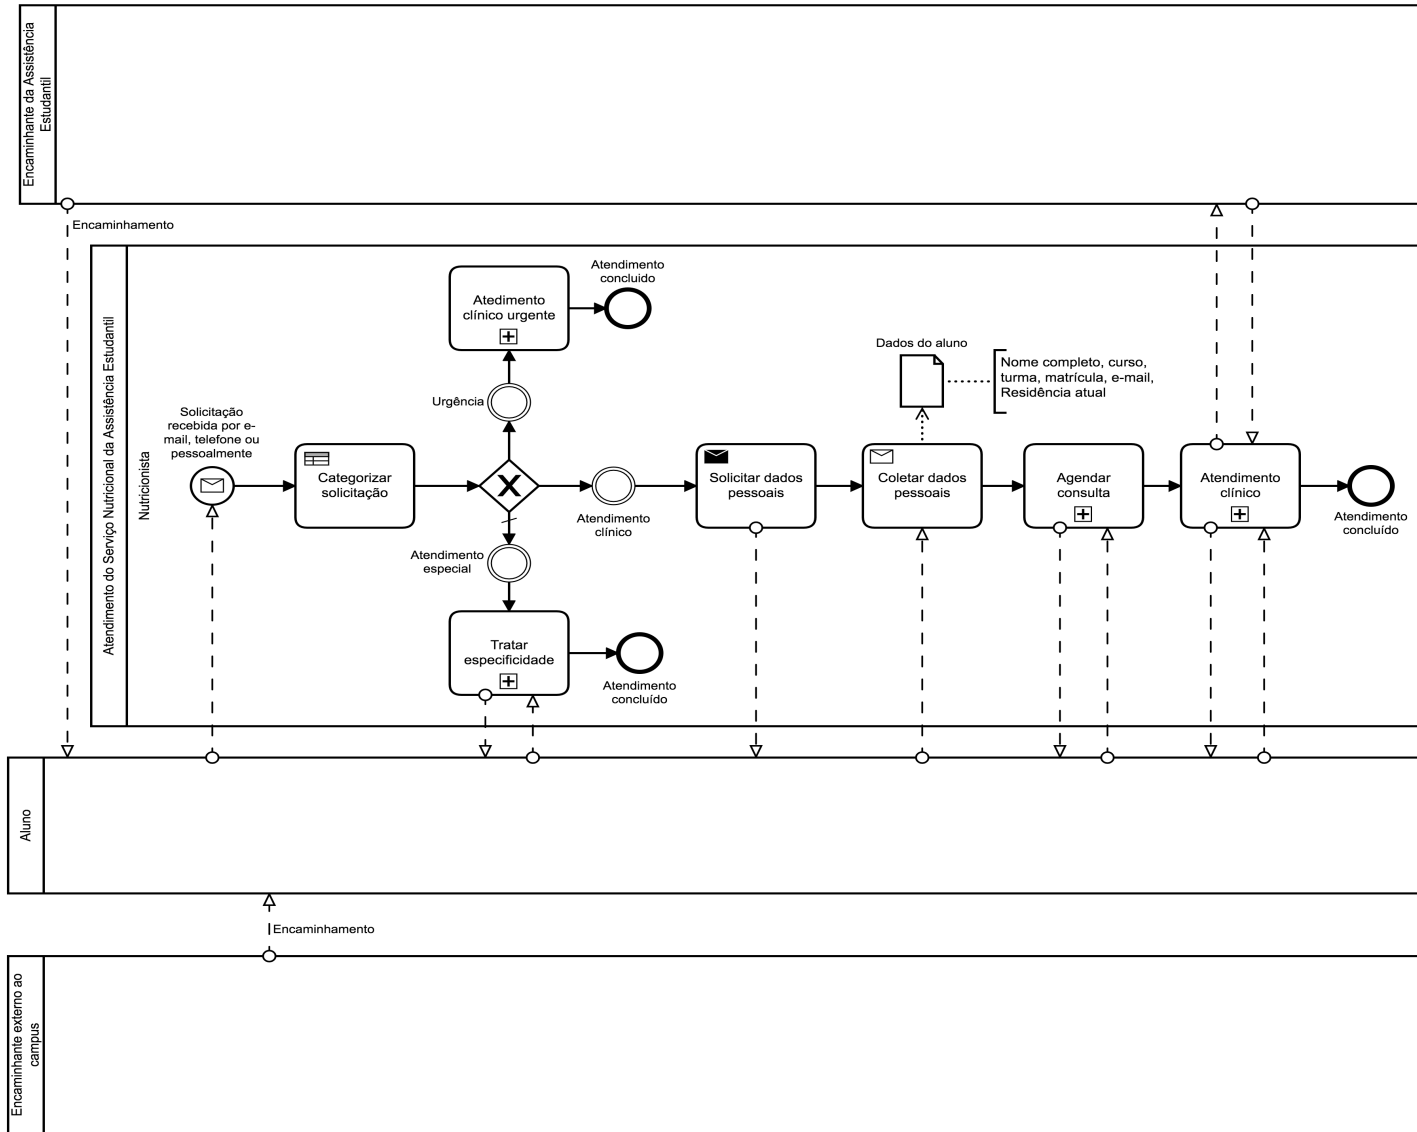 Encaminhante da Assistência
Estudantil
Encaminhamento
Atendimento do Serviço Nutricional da Assistência Estudantil
Nutricionista
Solicitação
recebida por e-
mail, telefone ou
pessoalmente
Categorizar
solicitação
Urgência
Atedimento
clínico urgente
Atendimento
concluido
Atendimento
clínico
Atendimento
especial
Tratar
especificidade
Atendimento
concluído
Solicitar dados
pessoais
Dados do aluno
Nome completo, curso,
turma, matrícula, e-mail,
Residência atual
Coletar dados
pessoais
Agendar
consulta
Atendimento
clínico
Atendimento
concluído
Aluno
Encaminhamento
Encaminhante externo ao
campus